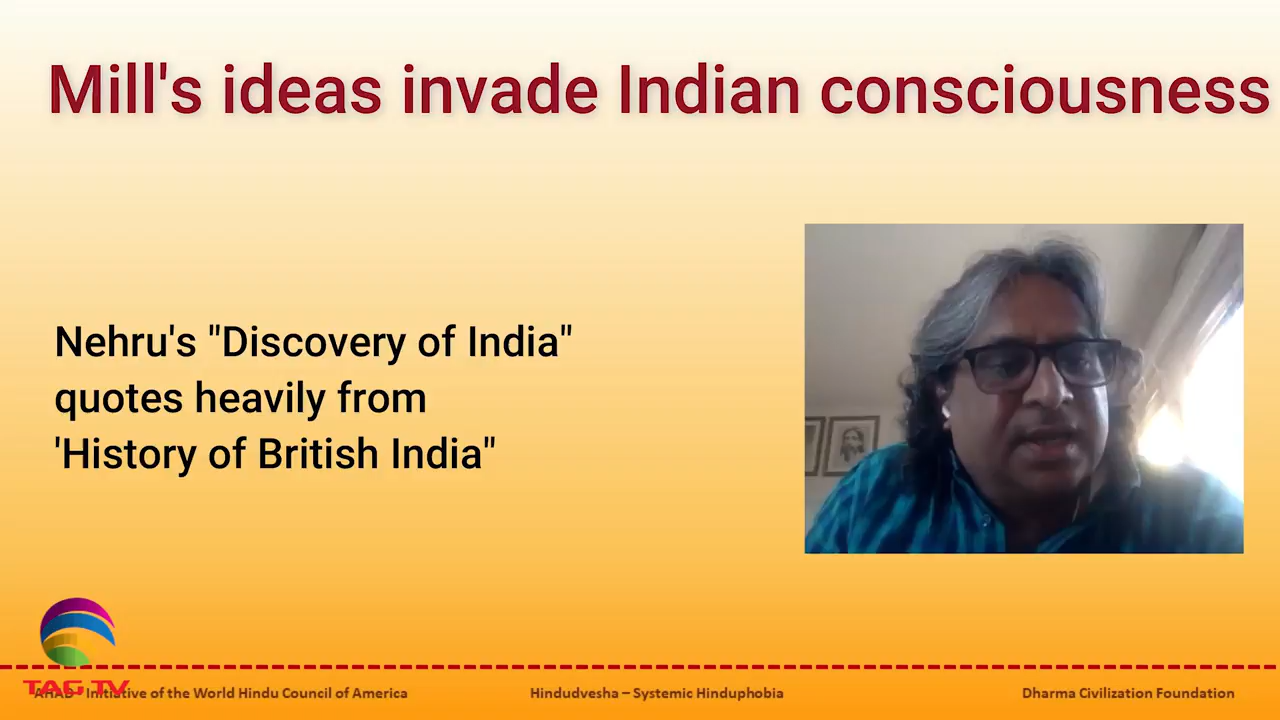 Mill's ideas invade Indian consciousness
Nehru's "Discovery of India"
quotes heavily from
'History of British India"
TAG TV
AHAD - Initiative of the World Hindu Council of America
Hindudvesha – Systemic Hinduphobia
Dharma Civilization Foundation